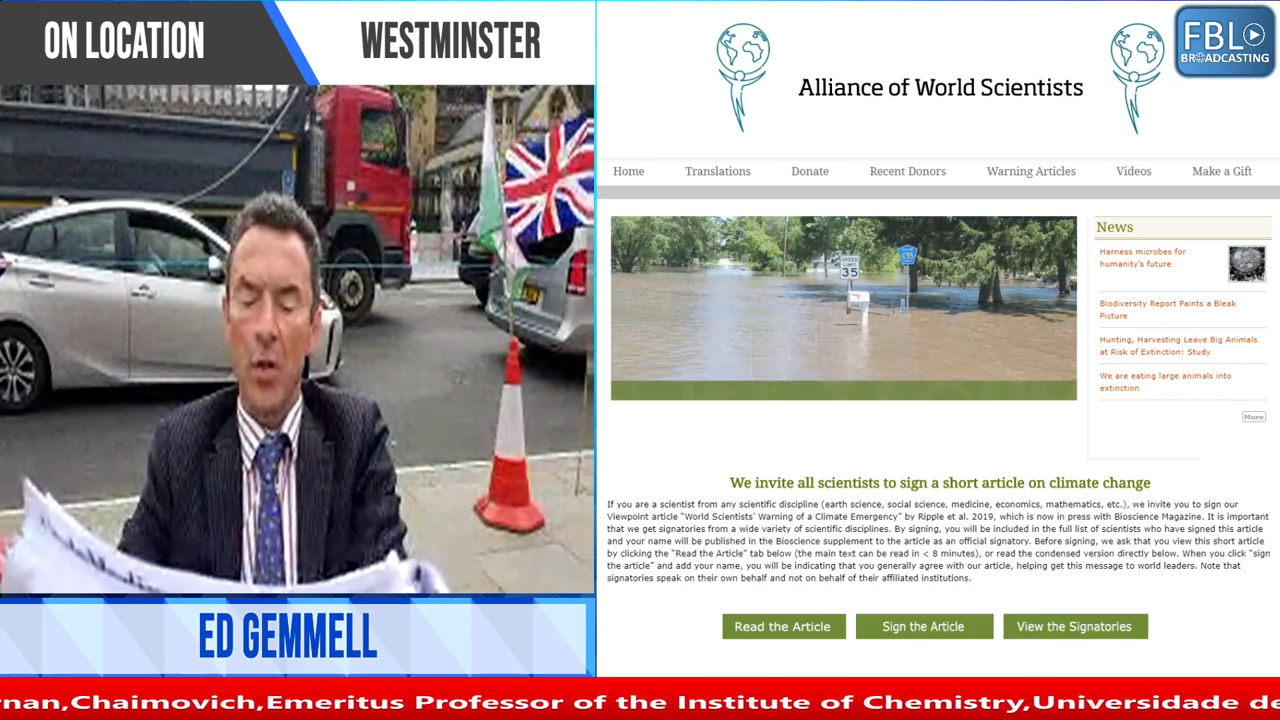 ON LOCATION
WESTMINSTER
FBL
BROADCASTING
Alliance of World Scientists
Home
Translations
Donate
Recent Donors
Warning Articles
Videos
Make a Gift
SPEED
LIMIT
35
News
Harness microbes for
humanity's future
Biodiversity Report Paints a Bleak
Picture
Hunting, Harvesting Leave Big Animals
at Risk of Extinction: Study
We are eating large animals into
extinction
More
We invite all scientists to sign a short article on climate change
If you are a scientist from any scientific discipline (earth science, social science, medicine, economics, mathematics, etc.), we invite you to sign our
Viewpoint article "World Scientists' Warning of a Climate Emergency" by Ripple et al. 2019, which is now in press with Bioscience Magazine. It is important
that we get signatories from a wide variety of scientific disciplines. By signing, you will be included in the full list of scientists who have signed this article
and your name will be published in the Bioscience supplement to the article as an official signatory. Before signing, we ask that you view this short article
by clicking the "Read the Article" tab below (the main text can be read in < 8 minutes), or read the condensed version directly below. When you click "sign
the article" and add your name, you will be indicating that you generally agree with our article, helping get this message to world leaders. Note that
signatories speak on their own behalf and not on behalf of their affiliated institutions.
Read the Article
Sign the Article
View the Signatories
ED GEMMELL
rnan,Chaimovich,Emeritus Professor of the Institute of Chemistry,Universidade de